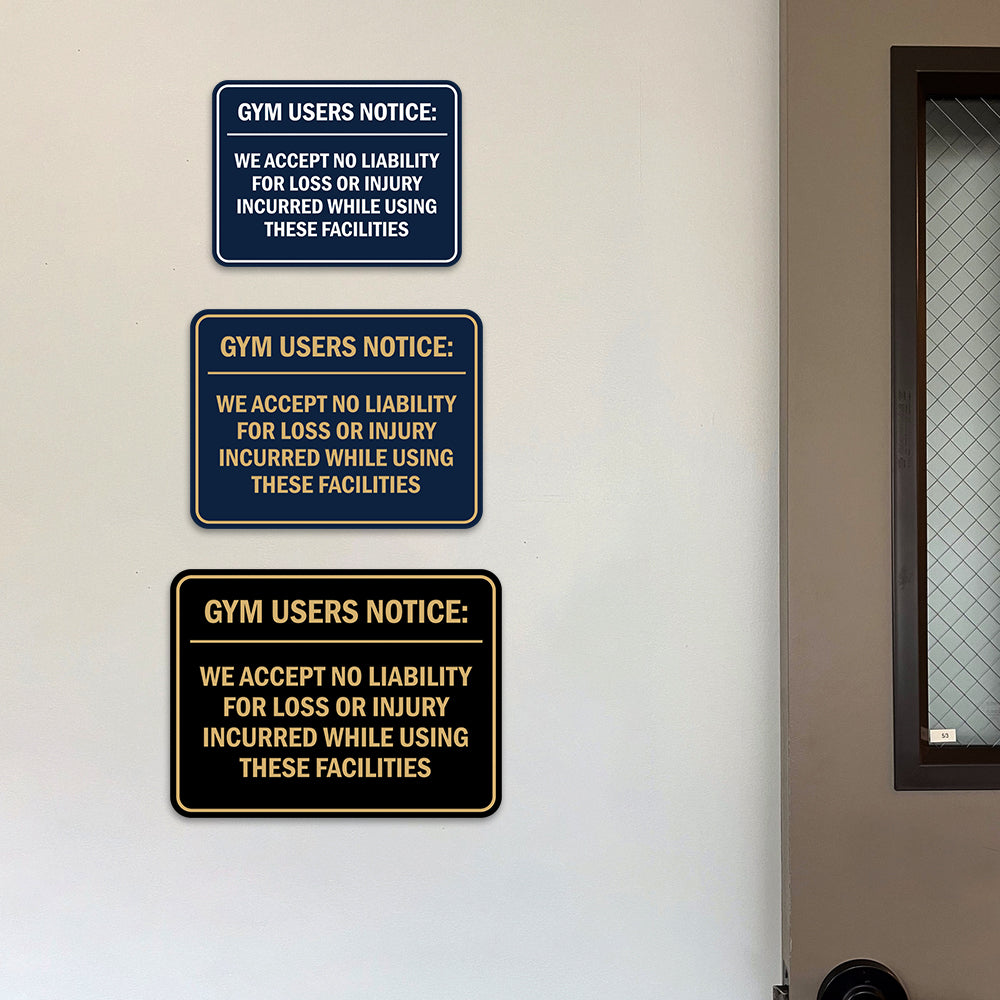 GYM USERS NOTICE:
WE ACCEPT NO LIABILITY
FOR LOSS OR INJURY
INCURRED WHILE USING
THESE FACILITIES
GYM USERS NOTICE:
WE ACCEPT NO LIABILITY
FOR LOSS OR INJURY
INCURRED WHILE USING
THESE FACILITIES
GYM USERS NOTICE:
WE ACCEPT NO LIABILITY
FOR LOSS OR INJURY
INCURRED WHILE USING
THESE FACILITIES
53